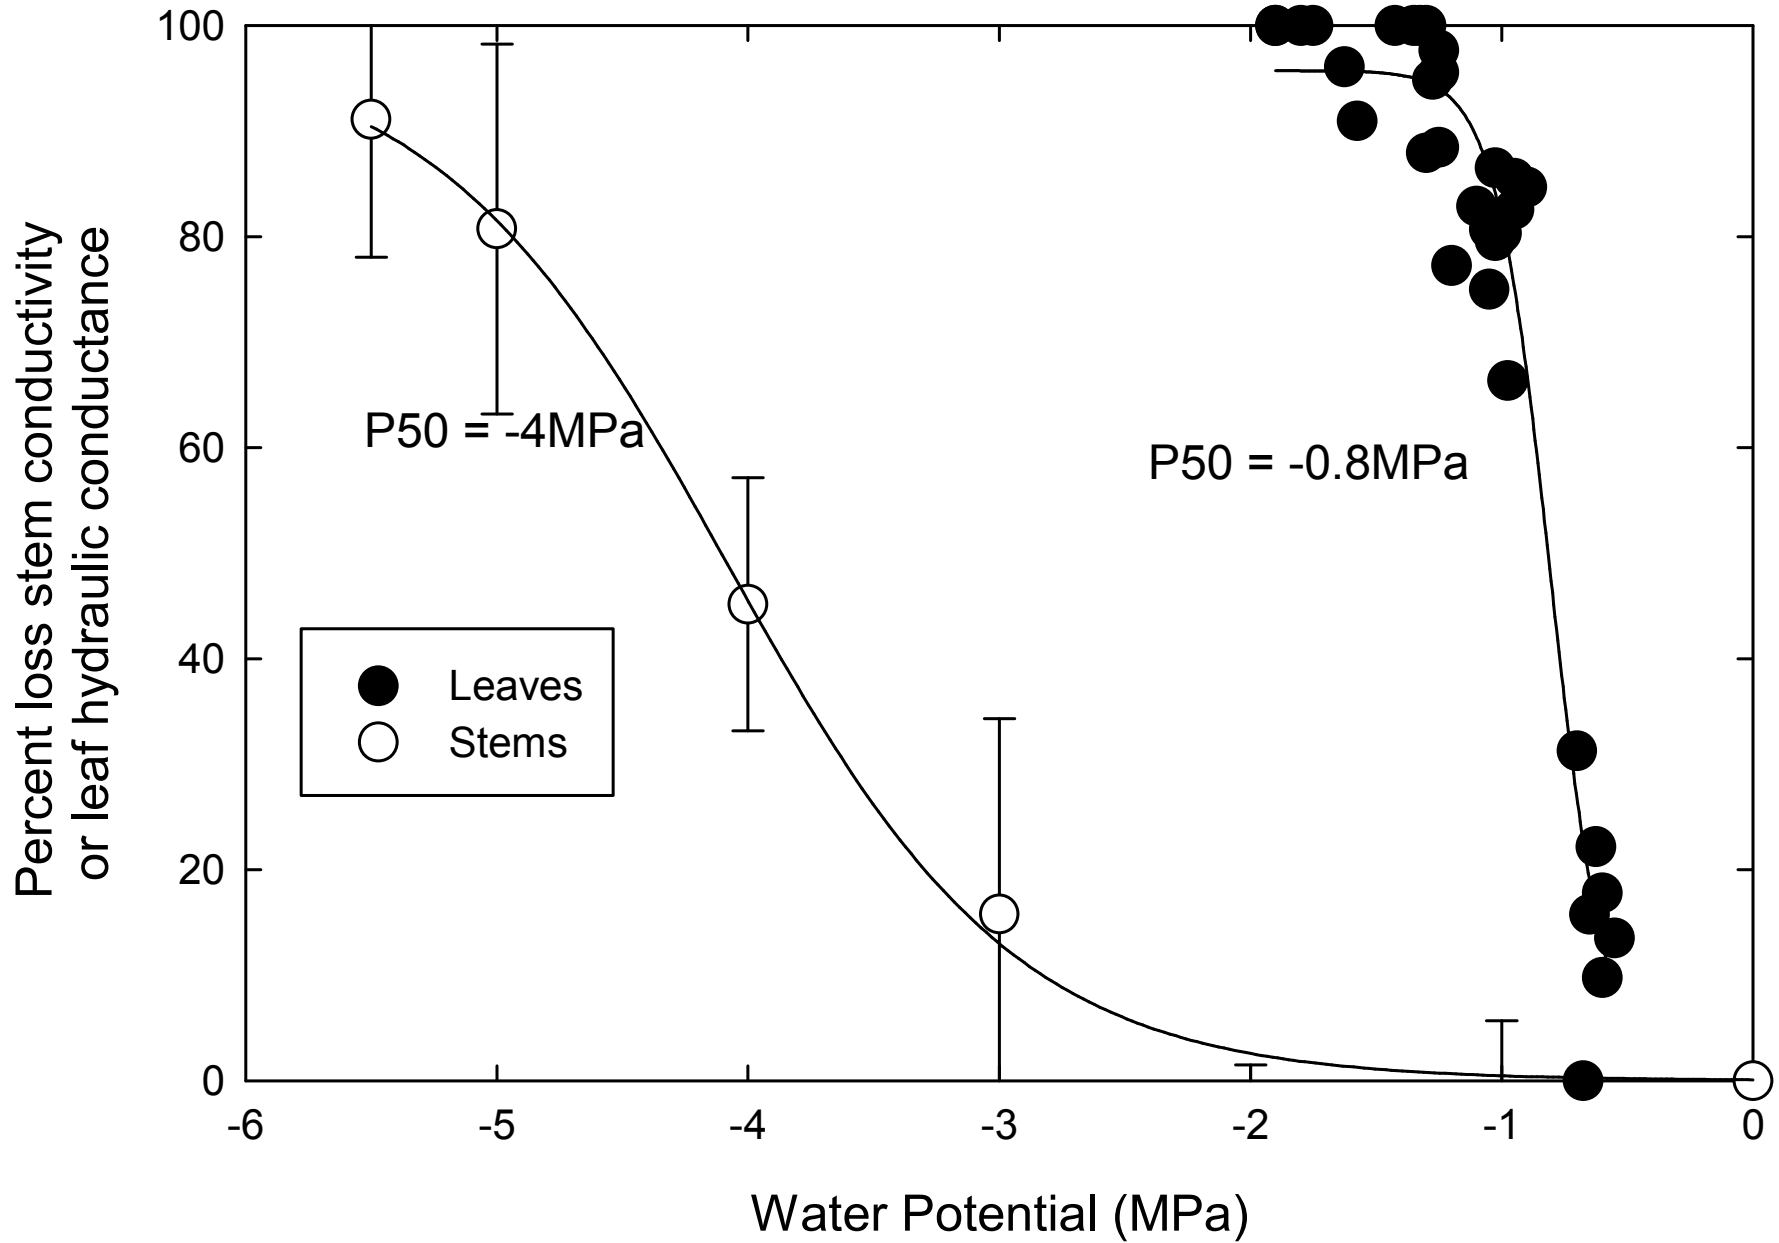 Percent loss stem conductivity
or leaf hydraulic conductance
100
80
60
40
20
0
P50 = -4MPa
P50 = -0.8MPa
Leaves
Stems
-6 -5 -4 -3 -2 -1 0
Water Potential (MPa)